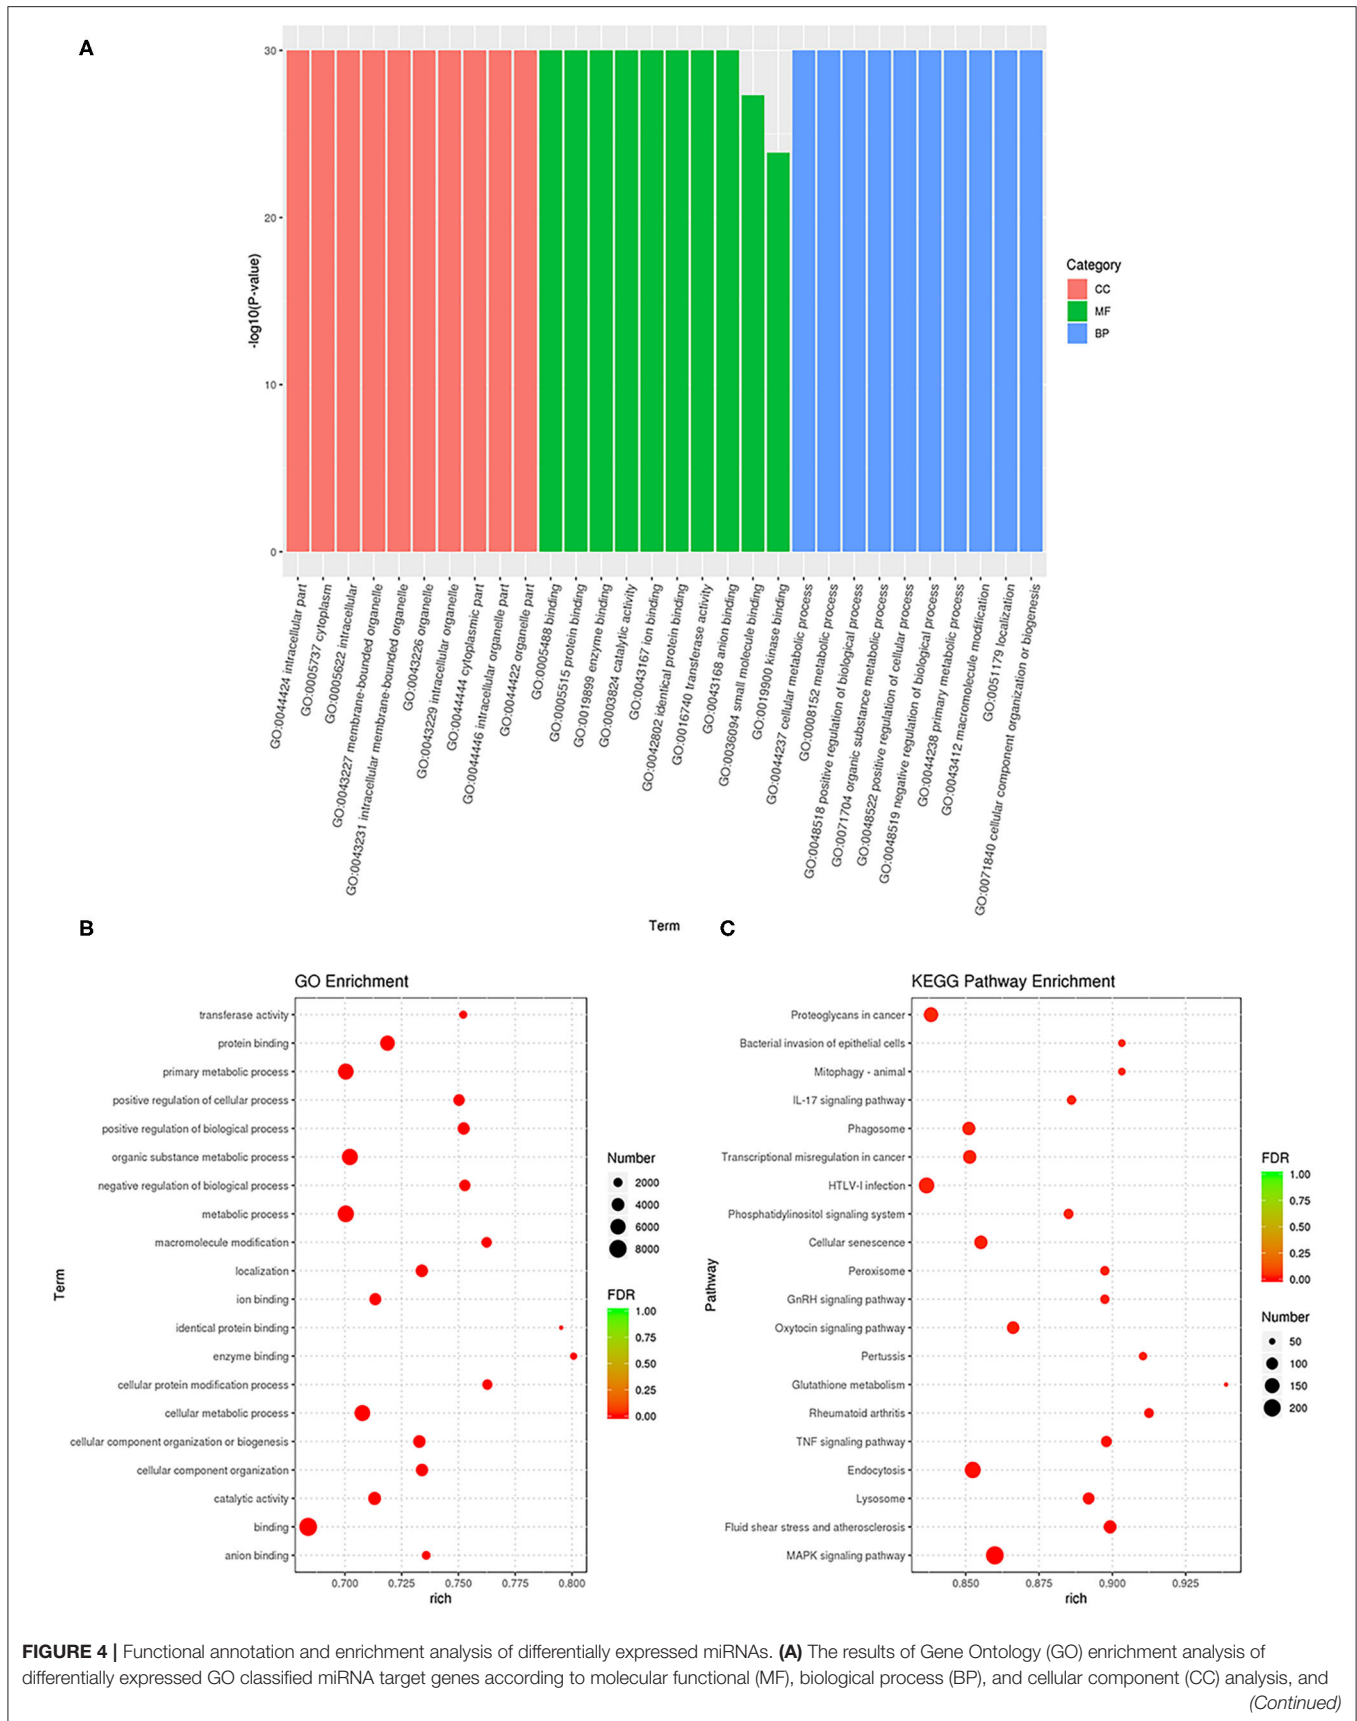 A
30
20
10
0
-log10(P-value)
Category
CC
MF
BP
GO:0044424 intracellular part
GO:0005737 cytoplasm
GO:0005622 intracellular
GO:0043227 membrane-bounded organelle
GO:0043231 intracellular membrane-bounded organelle
GO:0043226 organelle
GO:0043229 intracellular organelle
GO:0044444 cytoplasmic part
GO:0044446 intracellular organelle part
GO:0044422 organelle part
GO:0005488 binding
GO:0005515 protein binding
GO:0019899 enzyme binding
GO:0003824 catalytic activity
GO:0043167 ion binding
GO:0042802 identical protein binding
GO:0016740 transferase activity
GO:0043168 anion binding
GO:0036094 small molecule binding
GO:0019900 kinase binding
GO:0044237 cellular metabolic process
GO:0008152 metabolic process
GO:0048518 positive regulation of biological process
GO:0071704 organic substance metabolic process
GO:0048522 positive regulation of cellular process
GO:0048519 negative regulation of biological process
GO:0044238 primary metabolic process
GO:0043412 macromolecule modification
GO:0051179 localization
GO:0071840 cellular component organization or biogenesis
Term
B
GO Enrichment
Term
transferase activity
protein binding
primary metabolic process
positive regulation of cellular process
positive regulation of biological process
organic substance metabolic process
negative regulation of biological process
metabolic process
macromolecule modification
localization
ion binding
identical protein binding
enzyme binding
cellular protein modification process
cellular metabolic process
cellular component organization or biogenesis
cellular component organization
catalytic activity
binding
anion binding
0.700 0.725 0.750 0.775 0.800
rich
Number
2000
4000
6000
8000
FDR
1.00
0.75
0.50
0.25
0.00
C
KEGG Pathway Enrichment
Pathway
Proteoglycans in cancer
Bacterial invasion of epithelial cells
Mitophagy - animal
IL-17 signaling pathway
Phagosome
Transcriptional misregulation in cancer
HTLV-I infection
Phosphatidylinositol signaling system
Cellular senescence
Peroxisome
GnRH signaling pathway
Oxytocin signaling pathway
Pertussis
Glutathione metabolism
Rheumatoid arthritis
TNF signaling pathway
Endocytosis
Lysosome
Fluid shear stress and atherosclerosis
MAPK signaling pathway
0.850 0.875 0.900 0.925
rich
FDR
1.00
0.75
0.50
0.25
0.00
Number
50
100
150
200
FIGURE 4 | Functional annotation and enrichment analysis of differentially expressed miRNAs. (A) The results of Gene Ontology (GO) enrichment analysis of
differentially expressed GO classified miRNA target genes according to molecular functional (MF), biological process (BP), and cellular component (CC) analysis, and
(Continued)